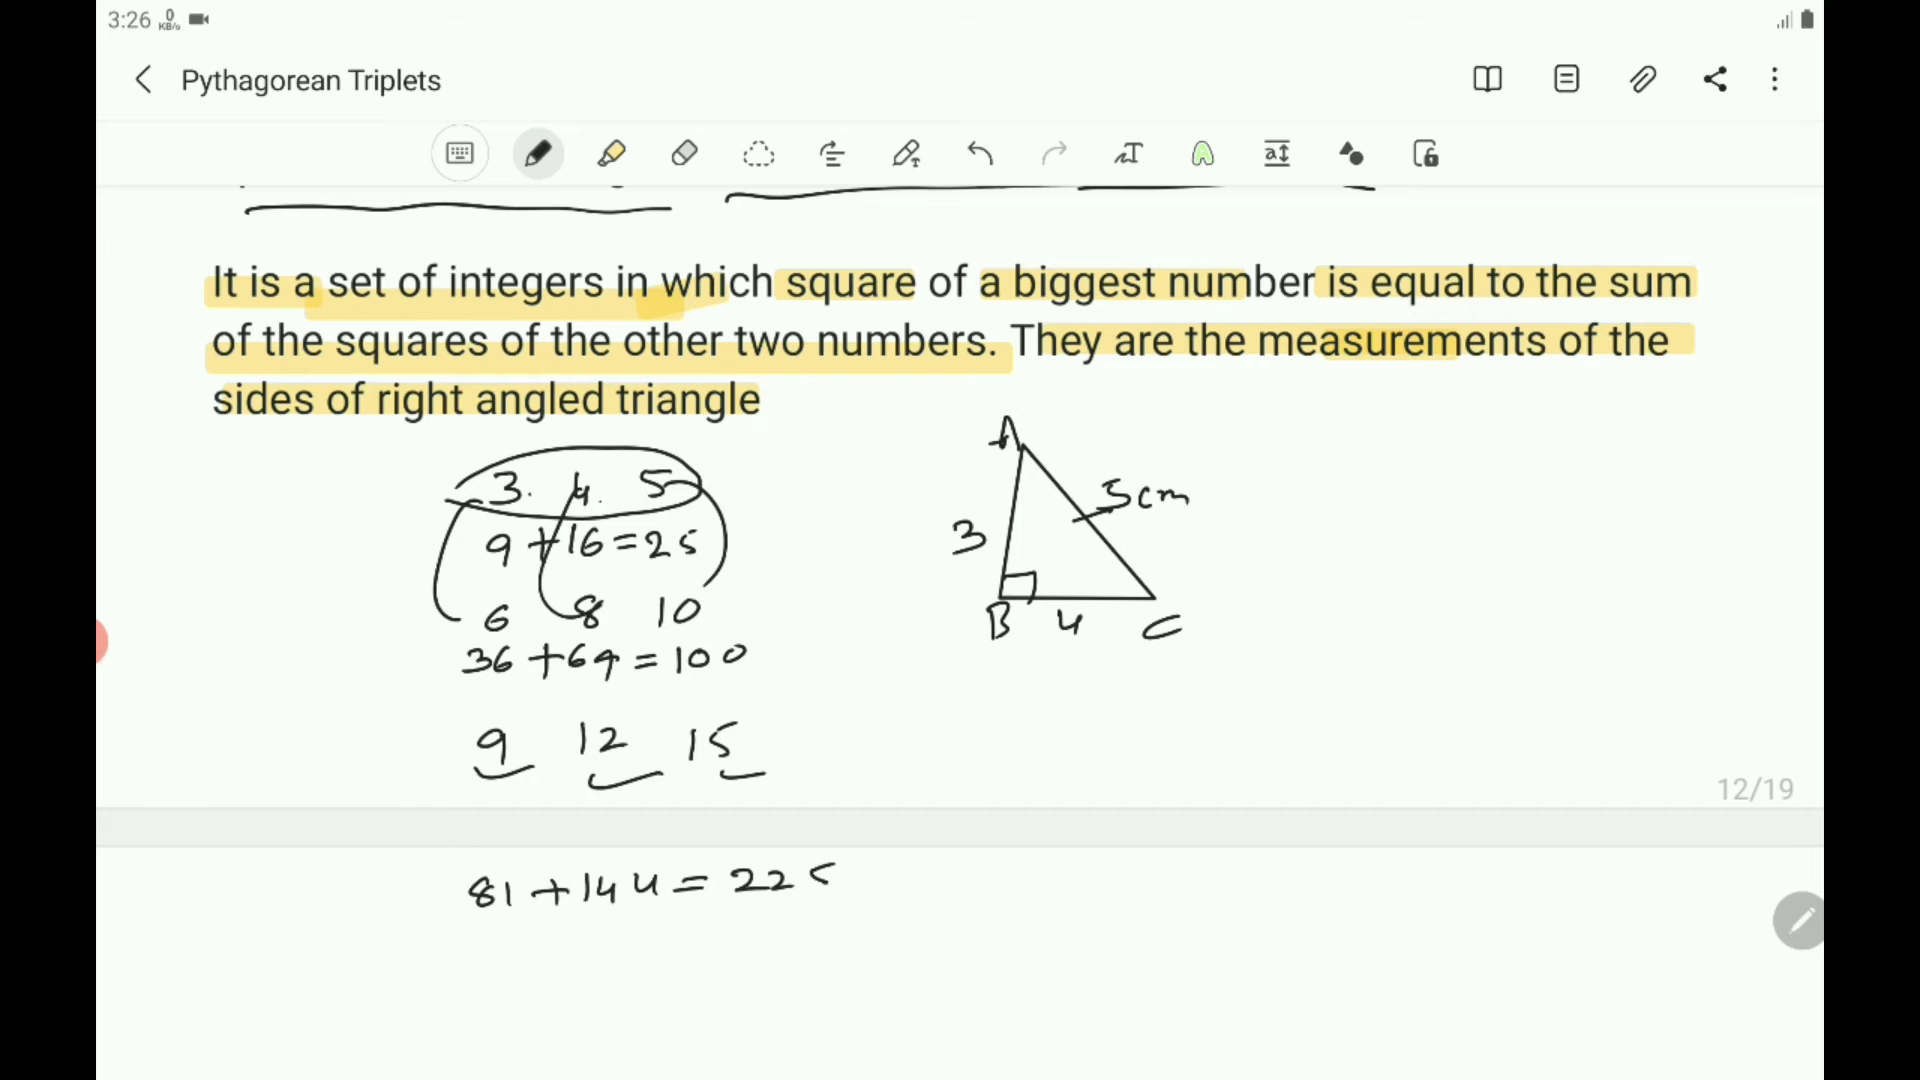 3:26 0 KB/s
Pythagorean Triplets
It is a set of integers in which square of a biggest number is equal to the sum
of the squares of the other two numbers. They are the measurements of the
sides of right angled triangle
3. 4. 5
9 + 16 = 25
6 8 10
36 + 64 = 100
9 12 15
A
5cm
3
B 4 C
12/19
81 + 144 = 225